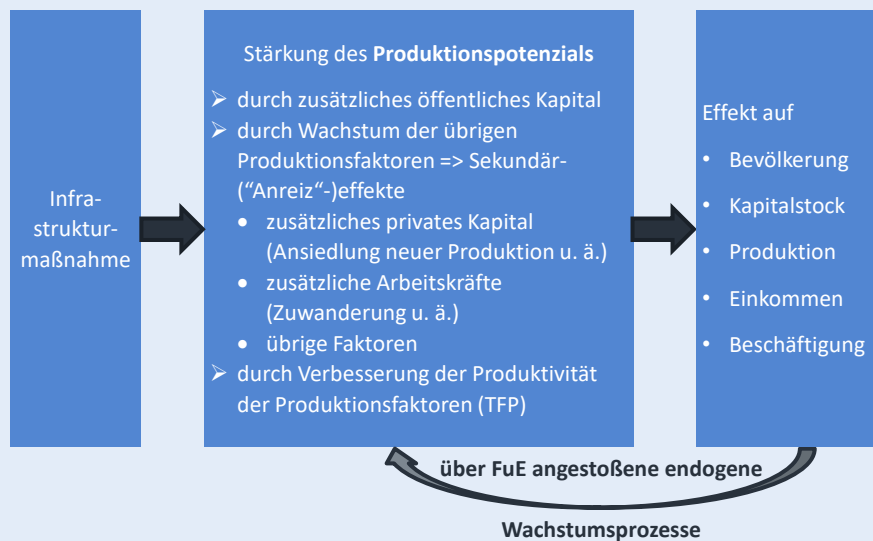 Infra-
struktur-
maßnahme
Stärkung des Produktionspotenzials
➢ durch zusätzliches öffentliches Kapital
➢ durch Wachstum der übrigen
Produktionsfaktoren => Sekundär-
(“Anreiz“-)effekte
• zusätzliches privates Kapital
(Ansiedlung neuer Produktion u. ä.)
• zusätzliche Arbeitskräfte
(Zuwanderung u. ä.)
• übrige Faktoren
➢ durch Verbesserung der Produktivität
der Produktionsfaktoren (TFP)
Effekt auf
• Bevölkerung
• Kapitalstock
• Produktion
• Einkommen
• Beschäftigung
über FuE angestoßene endogene
Wachstumsprozesse